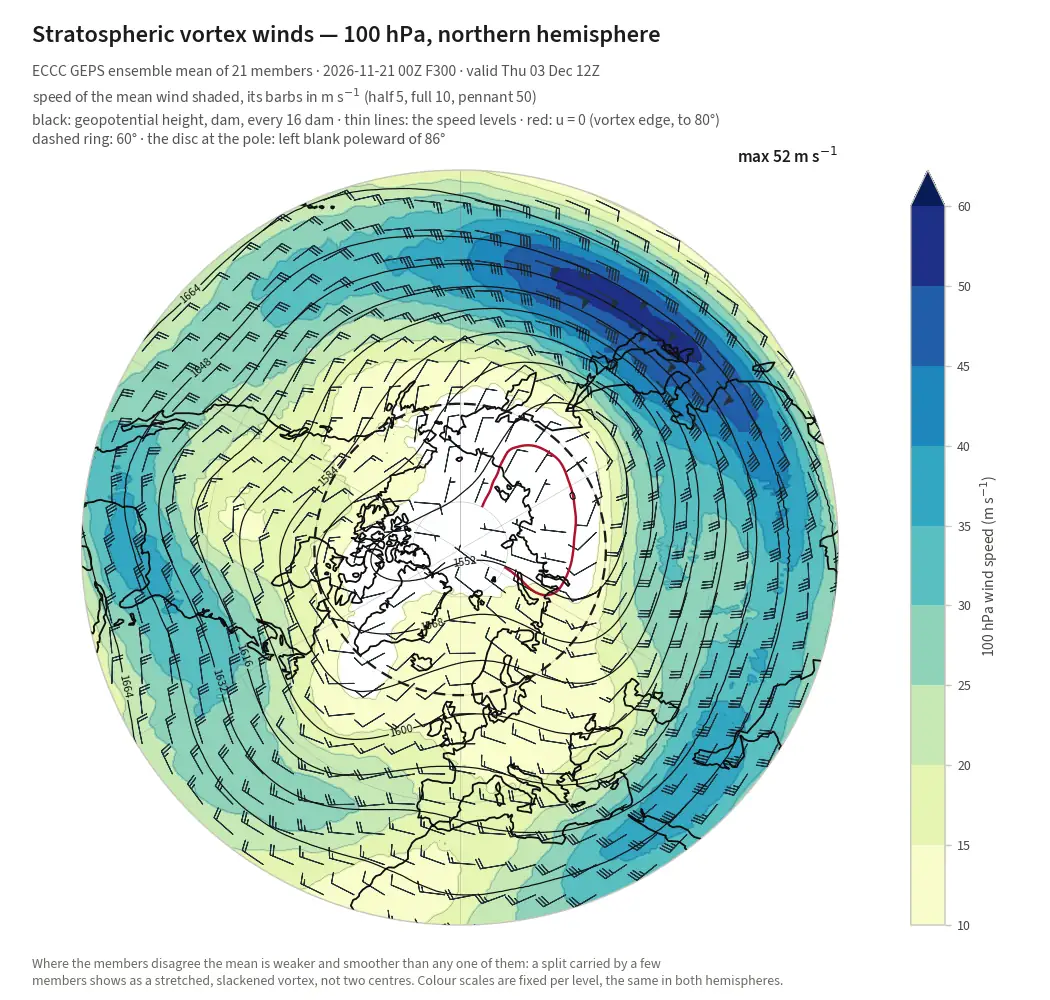 Stratospheric vortex winds — 100 hPa, northern hemisphere
ECCC GEPS ensemble mean of 21 members · 2026-11-21 00Z F300 · valid Thu 03 Dec 12Z
speed of the mean wind shaded, its barbs in m s⁻¹ (half 5, full 10, pennant 50)
black: geopotential height, dam, every 16 dam · thin lines: the speed levels · red: u = 0 (vortex edge, to 80°)
dashed ring: 60° · the disc at the pole: left blank poleward of 86°
max 52 m s⁻¹
60
50
45
40
35
30
25
20
15
10
100 hPa wind speed (m s⁻¹)
1664
1648
1584
0
1552
1568
1616
1632
1664
1600
Where the members disagree the mean is weaker and smoother than any one of them: a split carried by a few
members shows as a stretched, slackened vortex, not two centres. Colour scales are fixed per level, the same in both hemispheres.